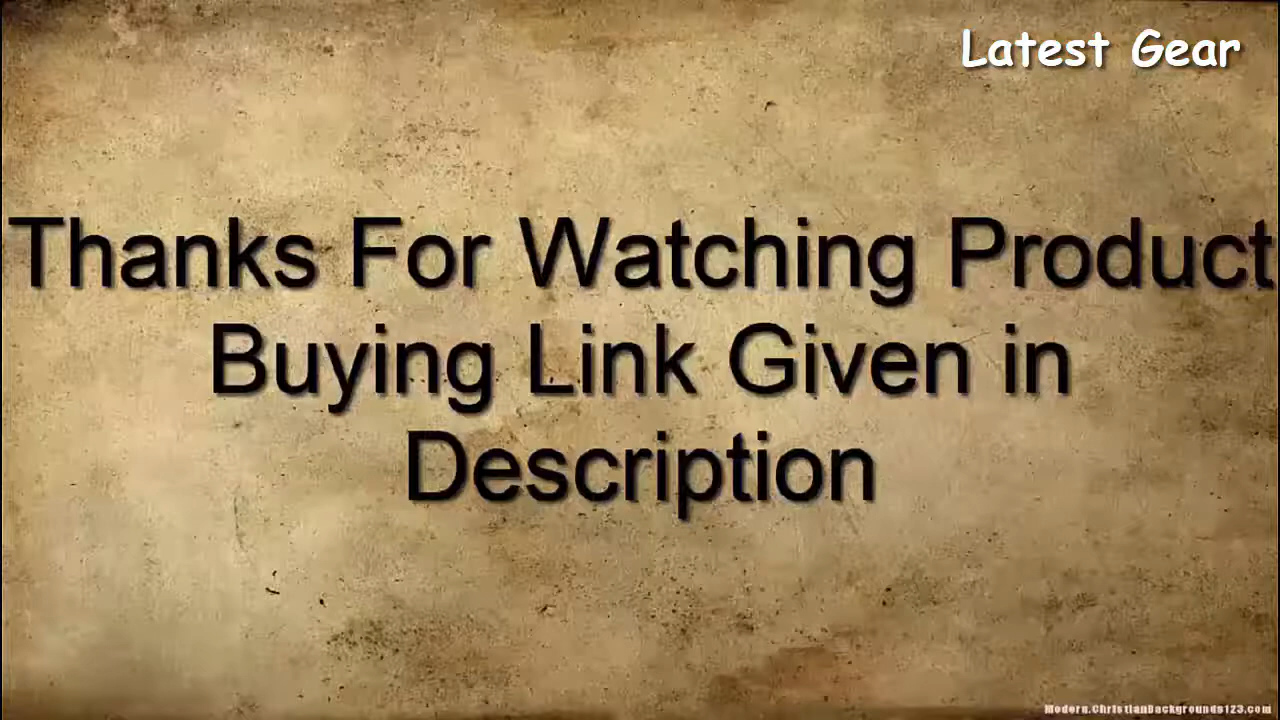 Latest Gear
Thanks For Watching Product
Buying Link Given in
Description
Modern.ChristianBackgrounds123.com